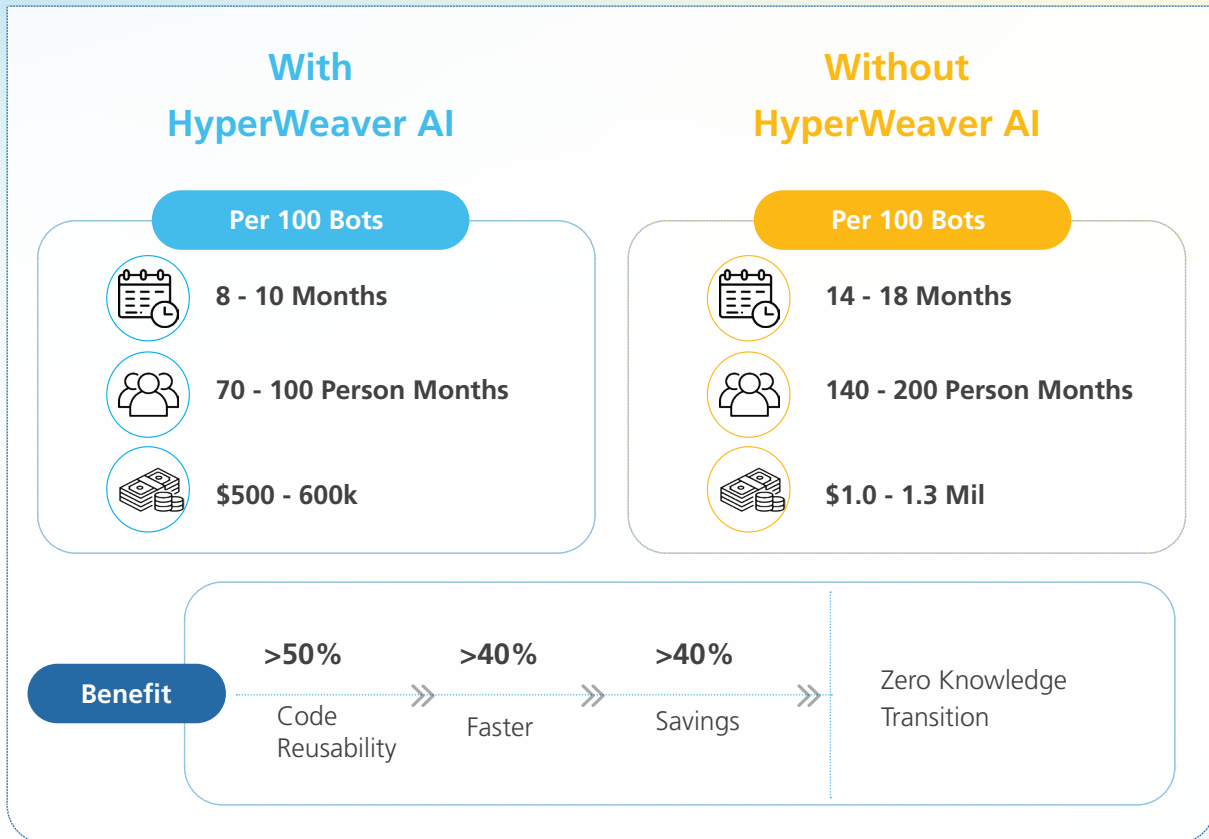 With
HyperWeaver AI
Per 100 Bots
8 - 10 Months
70 - 100 Person Months
$500 - 600k
Without
HyperWeaver AI
Per 100 Bots
14 - 18 Months
140 - 200 Person Months
$1.0 - 1.3 Mil
Benefit
>50%
Code
Reusability
>40%
Faster
>40%
Savings
Zero Knowledge
Transition